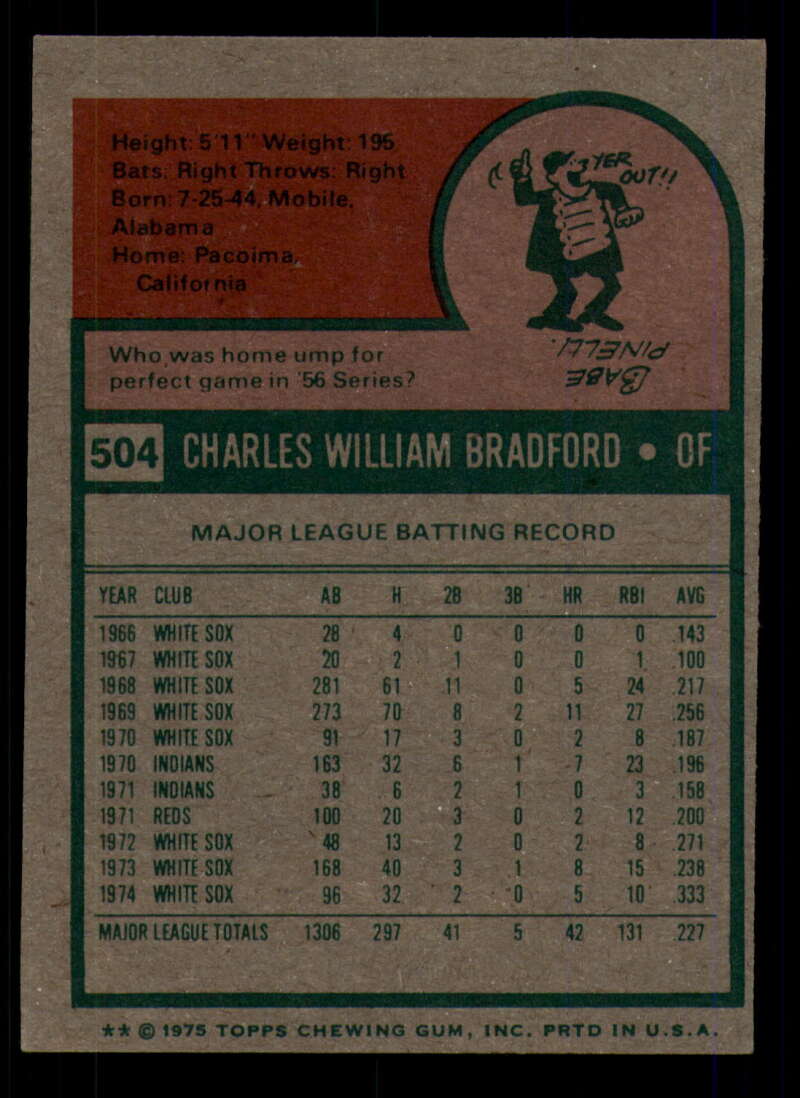 Height: 5'11" Weight: 195
Bats: Right Throws: Right
Born: 7-25-44, Mobile,
Alabama
Home: Pacoima,
California
YER
OUT!!
Who was home ump for
perfect game in '56 Series?
BABE
PINELLI.
504 CHARLES WILLIAM BRADFORD • OF
MAJOR LEAGUE BATTING RECORD
YEAR CLUB AB H 2B 3B HR RBI AVG
1966 WHITE SOX 28 4 0 0 0 0 .143
1967 WHITE SOX 20 2 1 0 0 1 .100
1968 WHITE SOX 281 61 11 0 5 24 .217
1969 WHITE SOX 273 70 8 2 11 27 .256
1970 WHITE SOX 91 17 3 0 2 8 .187
1970 INDIANS 163 32 6 1 7 23 .196
1971 INDIANS 38 6 2 1 0 3 .158
1971 REDS 100 20 3 0 2 12 .200
1972 WHITE SOX 48 13 2 0 2 8 .271
1973 WHITE SOX 168 40 3 1 8 15 .238
1974 WHITE SOX 96 32 2 0 5 10 .333
MAJOR LEAGUE TOTALS 1306 297 41 5 42 131 .227
** © 1975 TOPPS CHEWING GUM, INC. PRTD IN U.S.A.